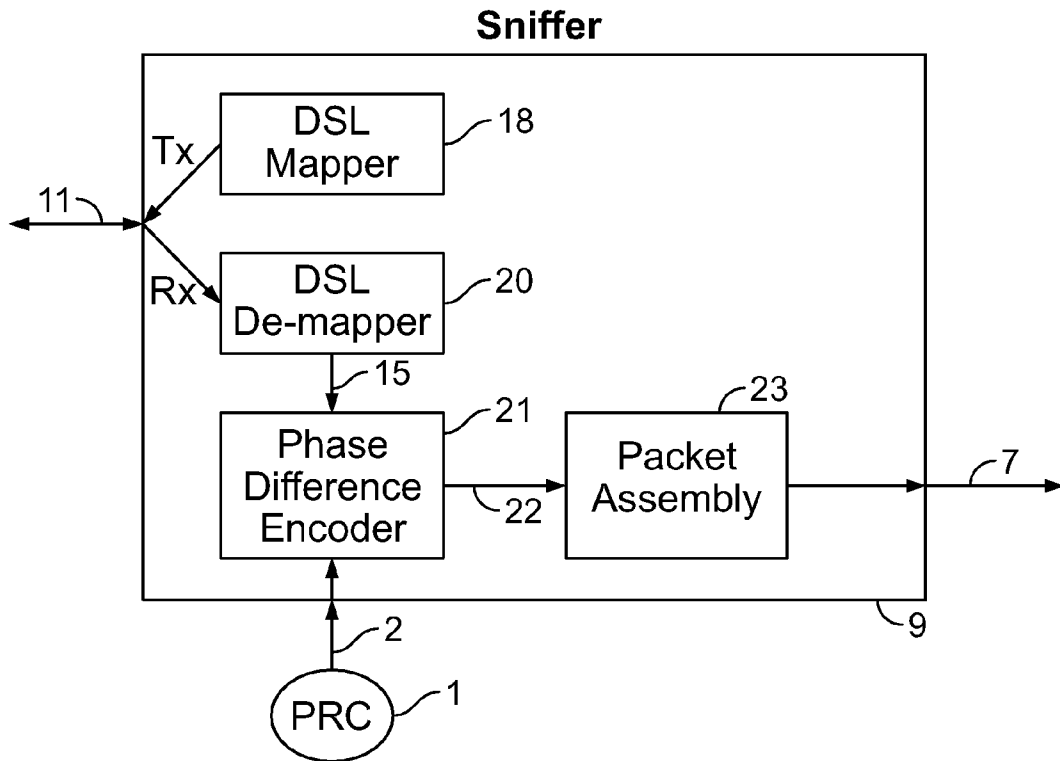 Sniffer
DSL
Mapper
18
Tx
11
Rx
DSL
De-mapper
20
15
21
23
Phase
Difference
Encoder
22
Packet
Assembly
7
9
2
PRC
1